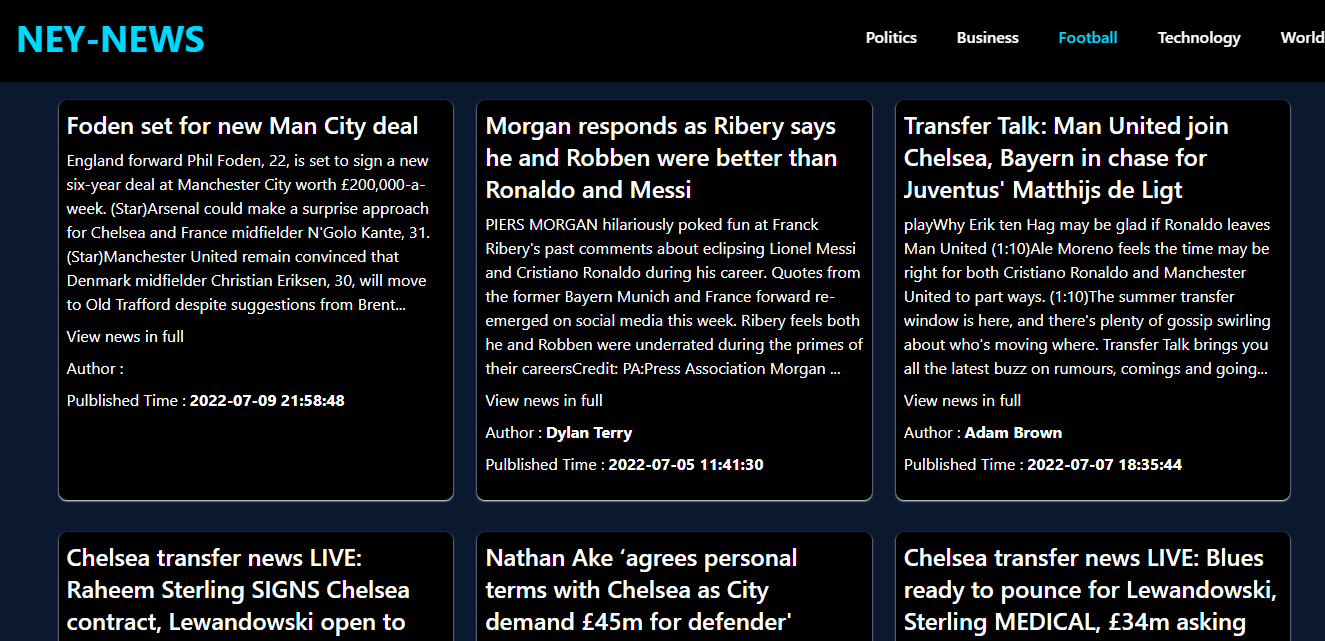 NEY-NEWS
Politics Business Football Technology World
Foden set for new Man City deal
England forward Phil Foden, 22, is set to sign a new
six-year deal at Manchester City worth £200,000-a-
week. (Star)Arsenal could make a surprise approach
for Chelsea and France midfielder N'Golo Kante, 31.
(Star)Manchester United remain convinced that
Denmark midfielder Christian Eriksen, 30, will move
to Old Trafford despite suggestions from Brent...
View news in full
Author :
Pulblished Time : 2022-07-09 21:58:48
Morgan responds as Ribery says
he and Robben were better than
Ronaldo and Messi
PIERS MORGAN hilariously poked fun at Franck
Ribery's past comments about eclipsing Lionel Messi
and Cristiano Ronaldo during his career. Quotes from
the former Bayern Munich and France forward re-
emerged on social media this week. Ribery feels both
he and Robben were underrated during the primes of
their careersCredit: PA:Press Association Morgan ...
View news in full
Author : Dylan Terry
Pulblished Time : 2022-07-05 11:41:30
Transfer Talk: Man United join
Chelsea, Bayern in chase for
Juventus' Matthijs de Ligt
playWhy Erik ten Hag may be glad if Ronaldo leaves
Man United (1:10)Ale Moreno feels the time may be
right for both Cristiano Ronaldo and Manchester
United to part ways. (1:10)The summer transfer
window is here, and there's plenty of gossip swirling
about who's moving where. Transfer Talk brings you
all the latest buzz on rumours, comings and going...
View news in full
Author : Adam Brown
Pulblished Time : 2022-07-07 18:35:44
Chelsea transfer news LIVE:
Raheem Sterling SIGNS Chelsea
contract, Lewandowski open to
Nathan Ake ‘agrees personal
terms with Chelsea as City
demand £45m for defender'
Chelsea transfer news LIVE: Blues
ready to pounce for Lewandowski,
Sterling MEDICAL, £34m asking